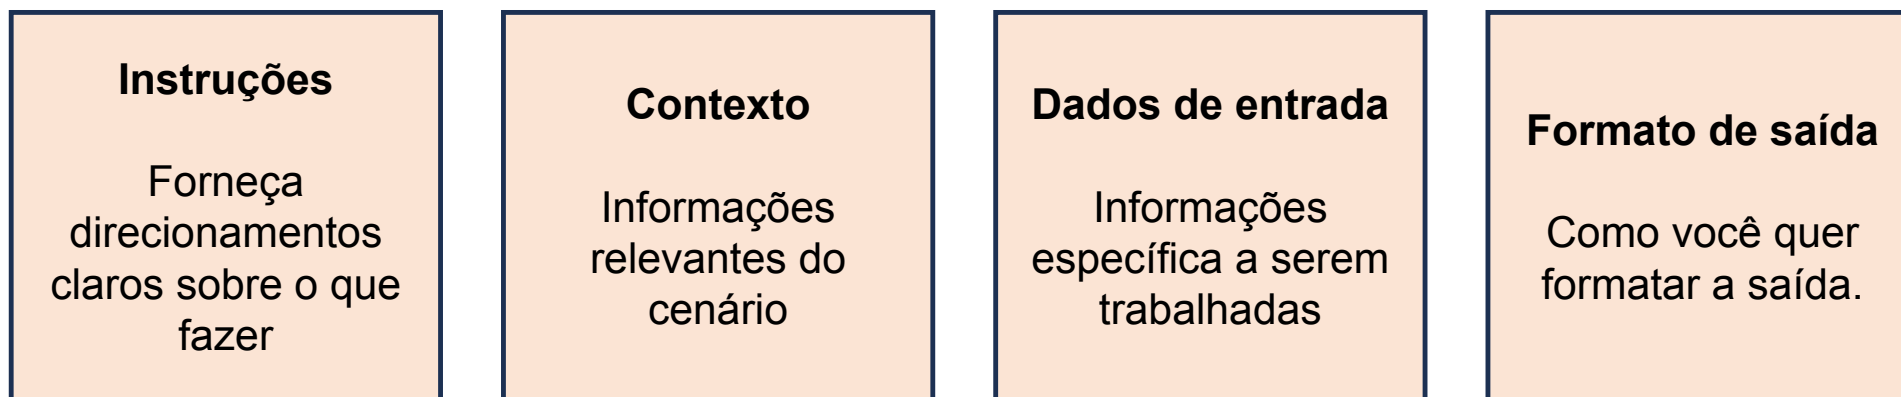 Instruções
Forneça
direcionamentos
claros sobre o que
fazer
Contexto
Informações
relevantes do
cenário
Dados de entrada
Informações
específica a serem
trabalhadas
Formato de saída
Como você quer
formatar a saída.